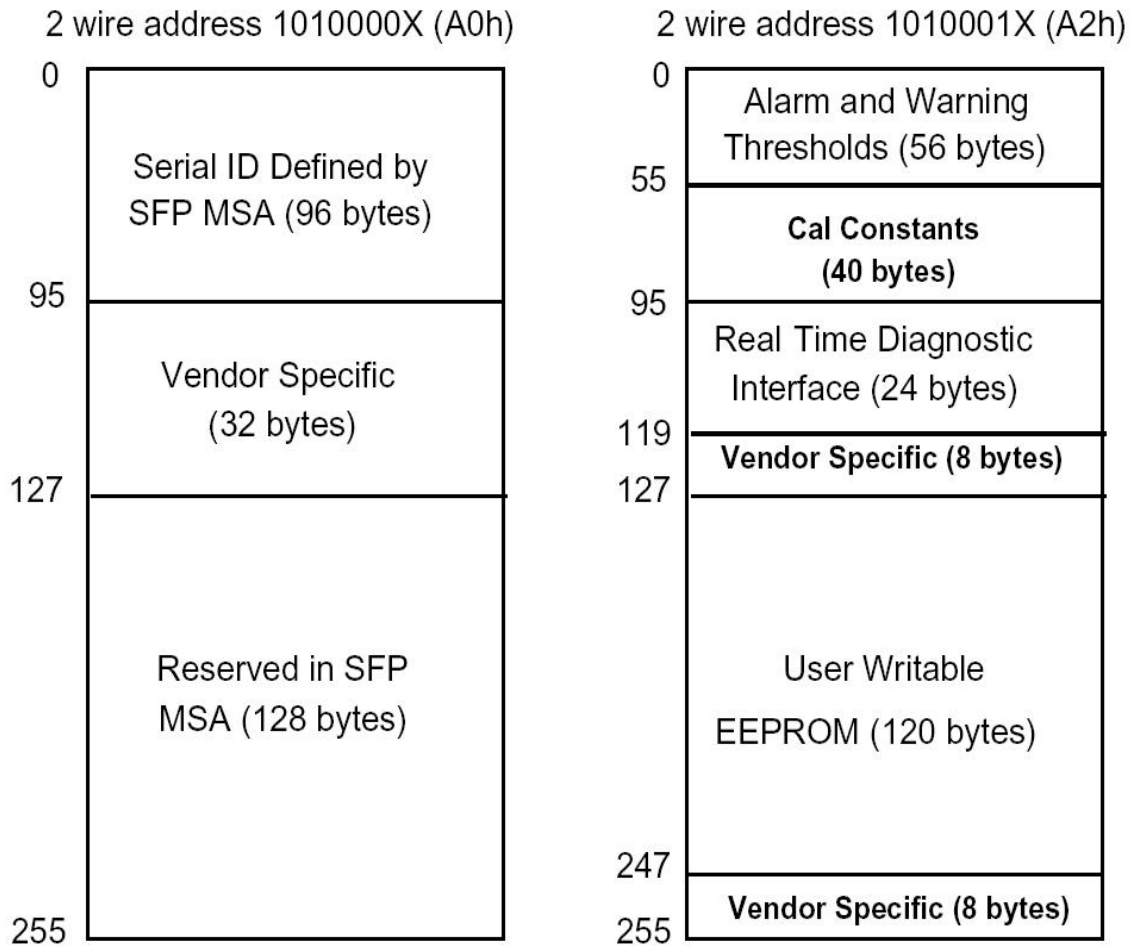 2 wire address 1010000X (A0h)
0
Serial ID Defined by
SFP MSA (96 bytes)
95
Vendor Specific
(32 bytes)
127
Reserved in SFP
MSA (128 bytes)
255
2 wire address 1010001X (A2h)
0
Alarm and Warning
Thresholds (56 bytes)
55
Cal Constants
(40 bytes)
95
Real Time Diagnostic
Interface (24 bytes)
119
Vendor Specific (8 bytes)
127
User Writable
EEPROM (120 bytes)
247
Vendor Specific (8 bytes)
255